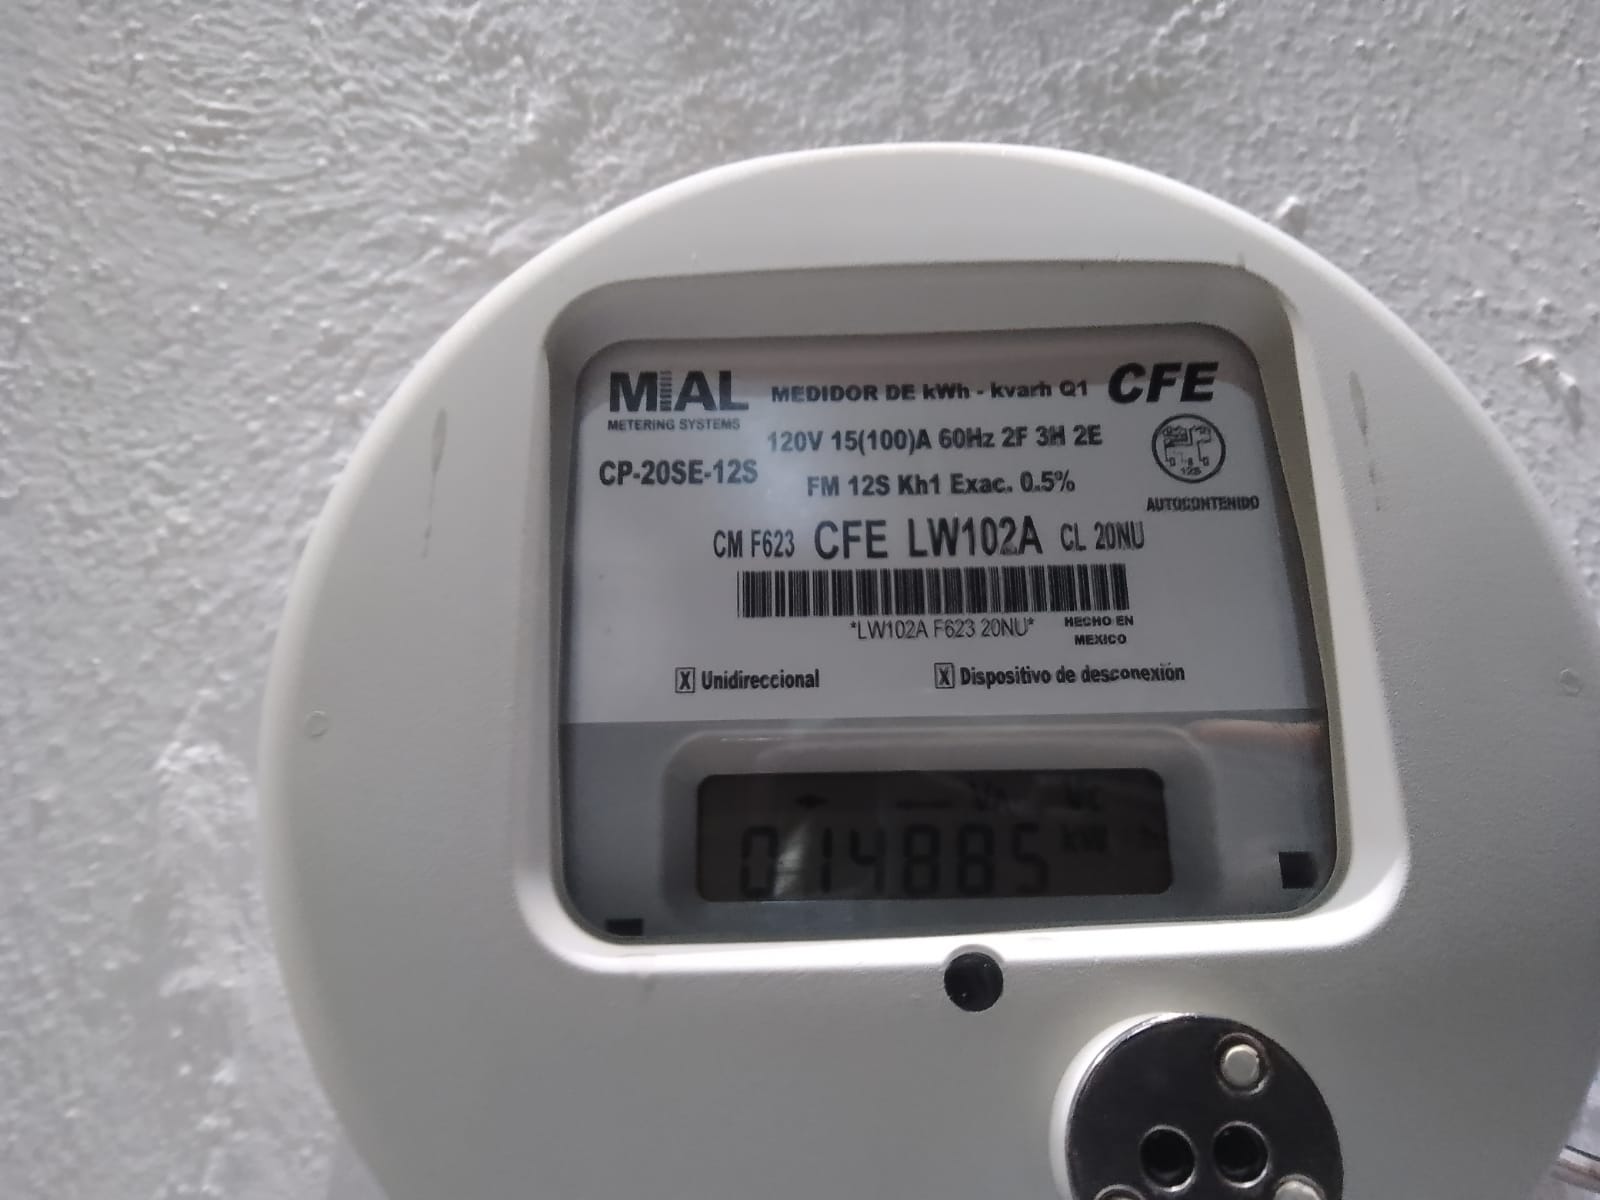 MIAL
METERING SYSTEMS
MEDIDOR DE kWh - kvarh Q1
CFE
120V 15(100)A 60Hz 2F 3H 2E
CP-20SE-12S
FM 12S Kh1 Exac. 0.5%
12S
AUTOCONTENIDO
CM F623 CFE LW102A CL 20NU
*LW102A F623 20NU*
HECHO EN
MEXICO
X Unidireccional
X Dispositivo de desconexión
014885